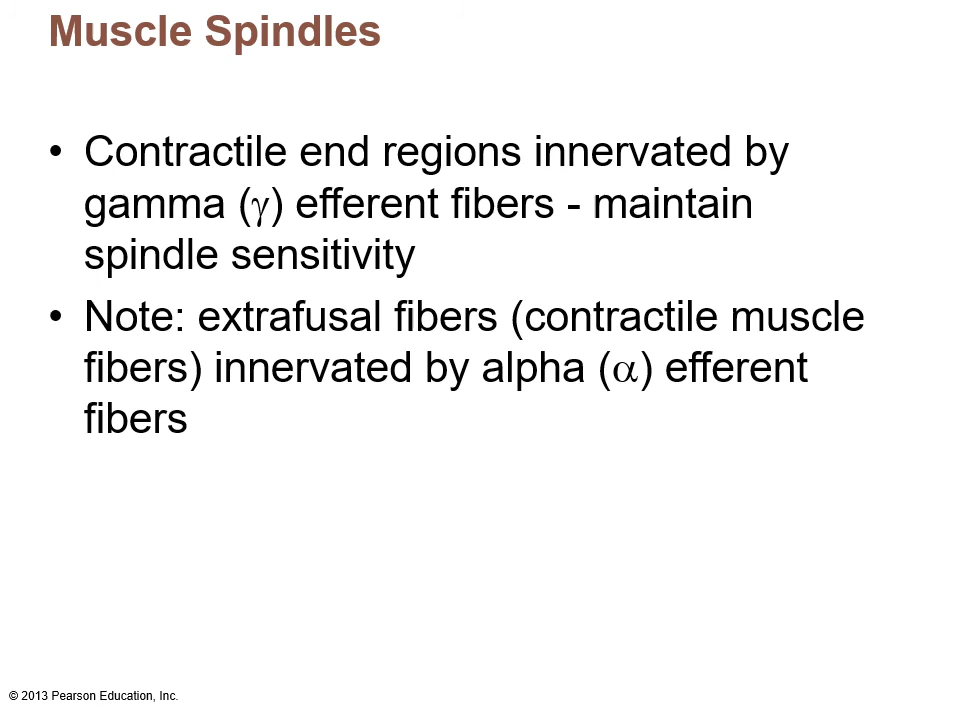 Muscle Spindles
• Contractile end regions innervated by
gamma (γ) efferent fibers - maintain
spindle sensitivity
• Note: extrafusal fibers (contractile muscle
fibers) innervated by alpha (α) efferent
fibers
© 2013 Pearson Education, Inc.